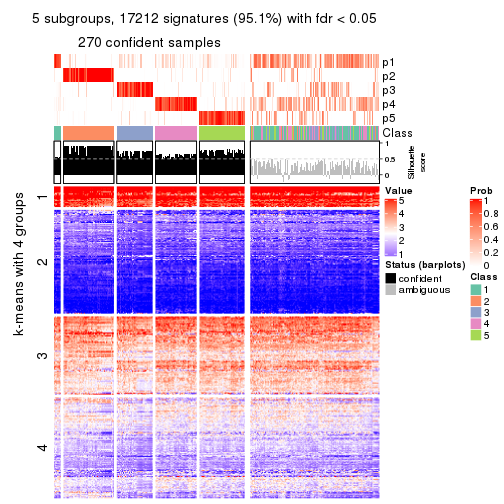 5 subgroups, 17212 signatures (95.1%) with fdr < 0.05
270 confident samples
p1
p2
p3
p4
p5
Class
1
0.5
0
Silhouette
score
k-means with 4 groups
1
2
3
4
Value
5
4
3
2
1
Status (barplots)
confident
ambiguous
Prob
1
0.8
0.6
0.4
0.2
0
Class
1
2
3
4
5